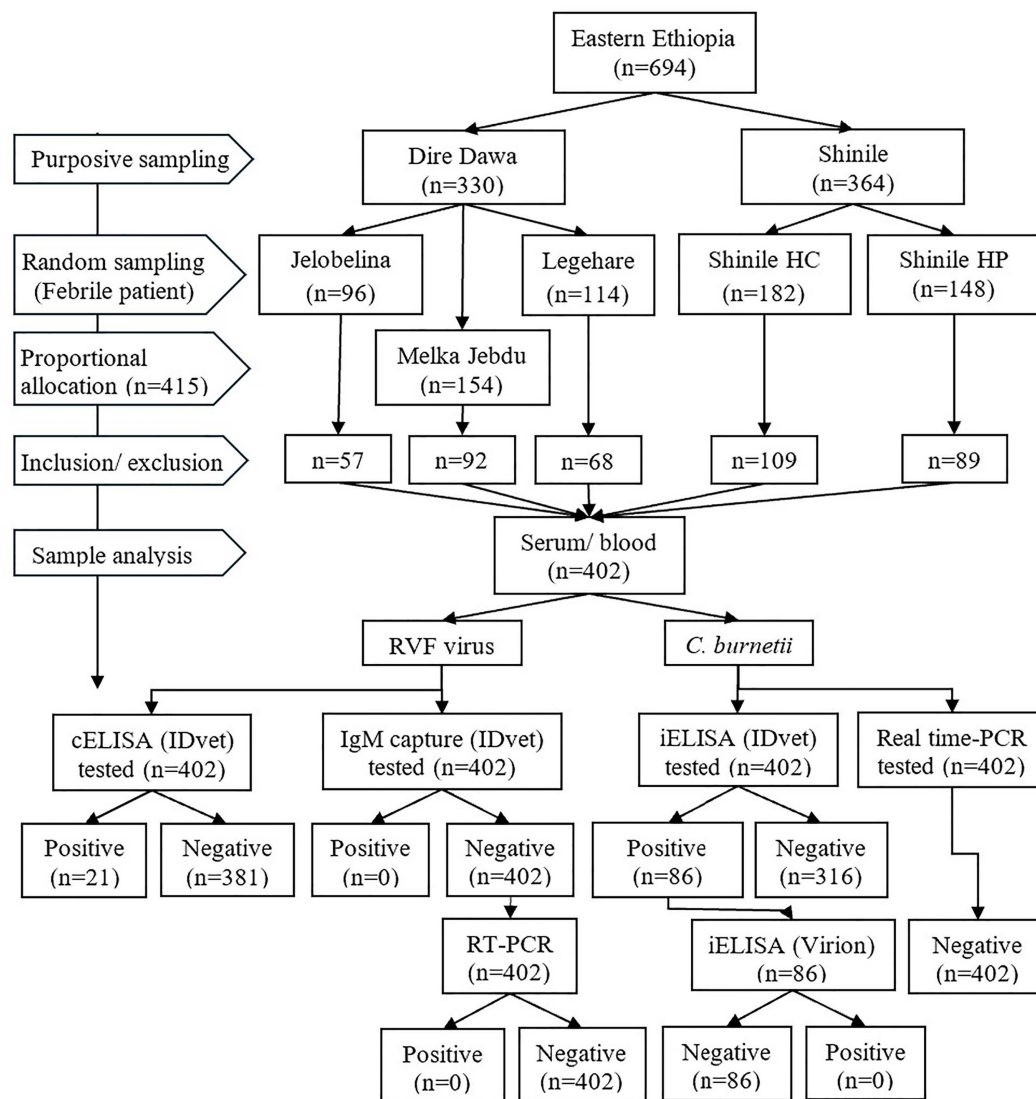 Eastern Ethiopia
(n=694)
Purposive sampling
Dire Dawa
(n=330)
Shinile
(n=364)
Random sampling
(Febrile patient)
Jelobelina
(n=96)
Legehare
(n=114)
Shinile HC
(n=182)
Shinile HP
(n=148)
Proportional
allocation (n=415)
Melka Jebdu
(n=154)
Inclusion/ exclusion
n=57
n=92
n=68
n=109
n=89
Sample analysis
Serum/ blood
(n=402)
RVF virus
C. burnetii
cELISA (IDvet)
tested (n=402)
IgM capture (IDvet)
tested (n=402)
iELISA (IDvet)
tested (n=402)
Real time-PCR
tested (n=402)
Positive
(n=21)
Negative
(n=381)
Positive
(n=0)
Negative
(n=402)
Positive
(n=86)
Negative
(n=316)
RT-PCR
(n=402)
iELISA (Virion)
(n=86)
Negative
(n=402)
Positive
(n=0)
Negative
(n=402)
Negative
(n=86)
Positive
(n=0)